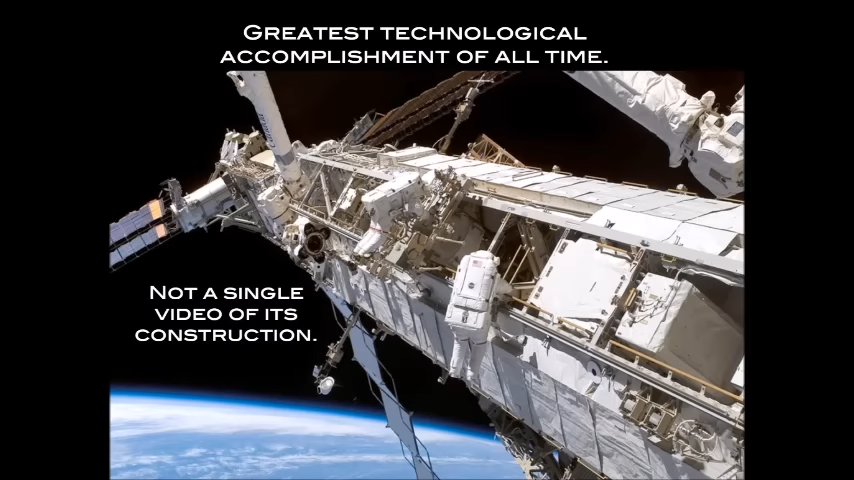 Greatest technological
accomplishment of all time.
Not a single
video of its
construction.